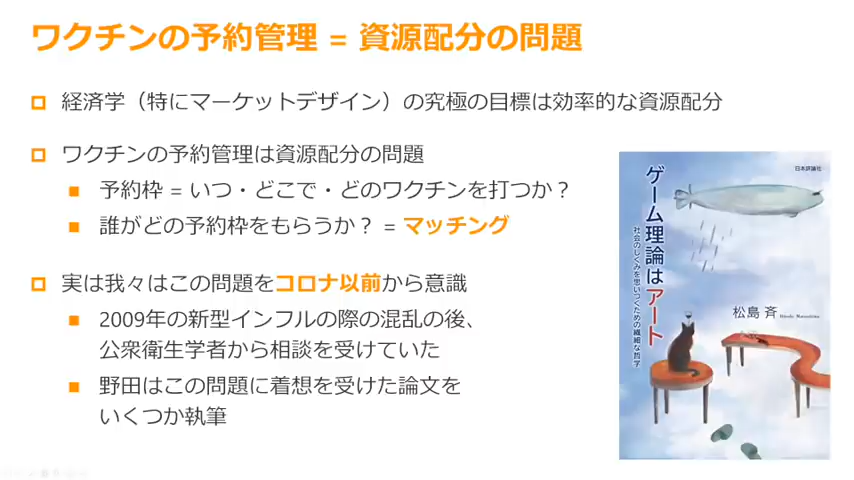 ワクチンの予約管理 = 資源配分の問題
経済学（特にマーケットデザイン）の究極の目標は効率的な資源配分
ワクチンの予約管理は資源配分の問題
予約枠 = いつ・どこで・どのワクチンを打つか？
誰がどの予約枠をもらうか？ = マッチング
実は我々はこの問題をコロナ以前から意識
2009年の新型インフルの際の混乱の後、
公衆衛生学者から相談を受けていた
野田はこの問題に着想を受けた論文を
いくつか執筆
日本評論社
ゲーム理論はアート
社会のしくみを思いつくための繊細な哲学
松島 斉
Hitoshi Matsushima